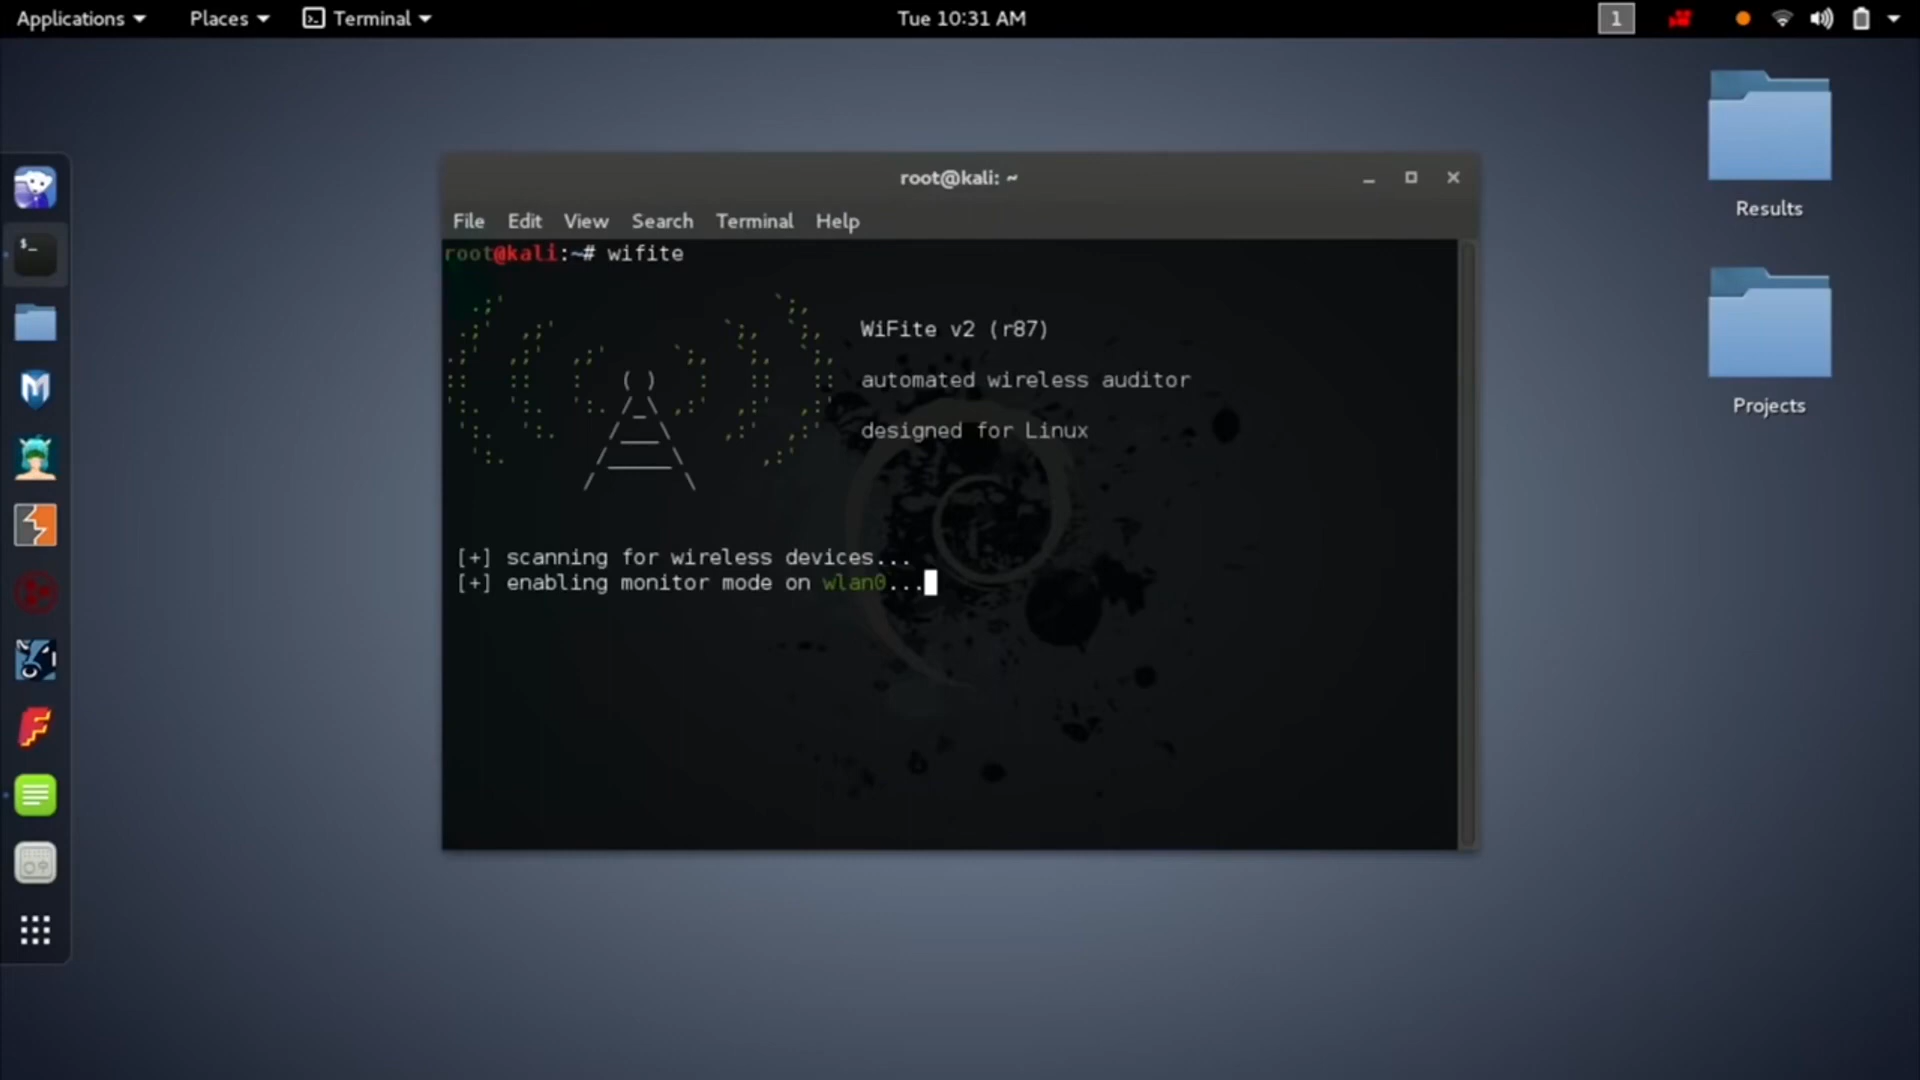 Applications Places Terminal Tue 10:31 AM 1
Results
Projects
root@kali: ~
File Edit View Search Terminal Help
root@kali:~# wifite
WiFite v2 (r87)
automated wireless auditor
designed for Linux
[+] scanning for wireless devices...
[+] enabling monitor mode on wlan0...